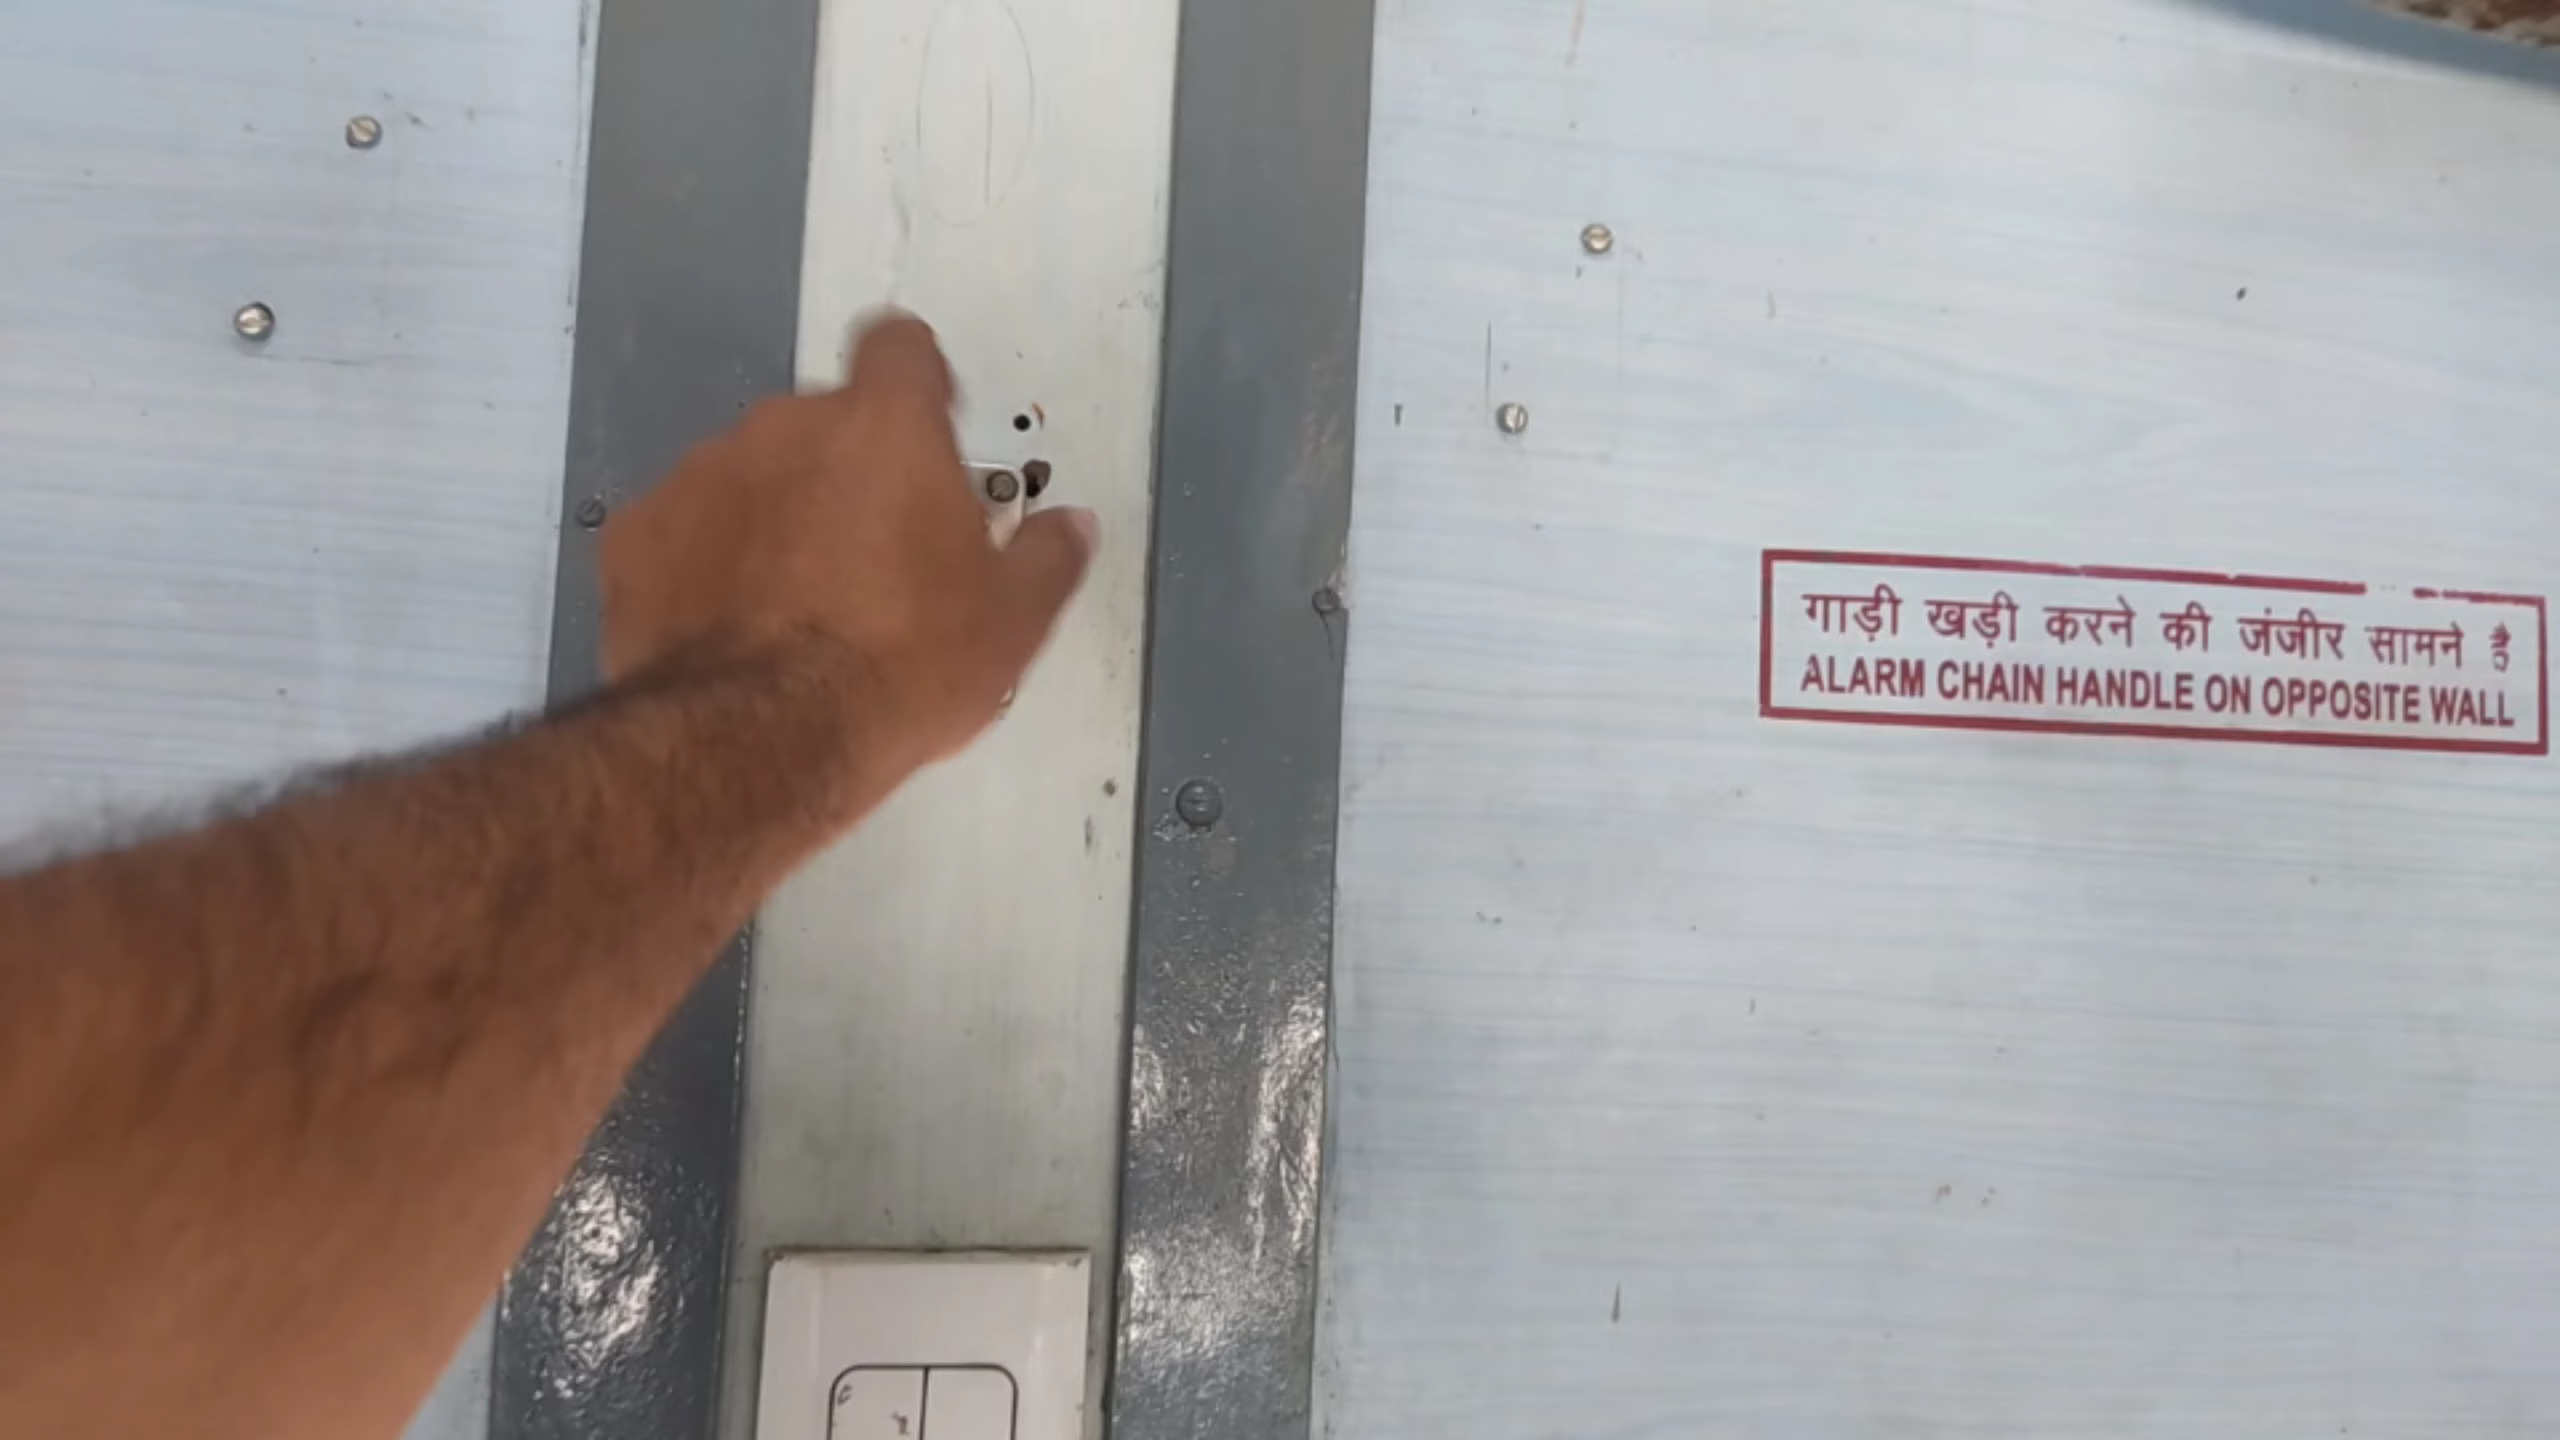 गाड़ी खड़ी करने की जंजीर सामने है
ALARM CHAIN HANDLE ON OPPOSITE WALL